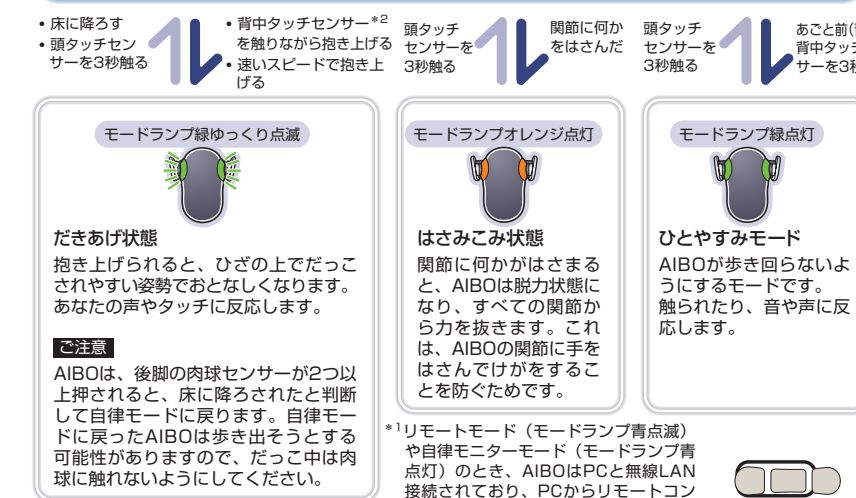 • 床に降ろす
• 頭タッチセン
サーを3秒触る
• 背中タッチセンサー*2
を触りながら抱き上げる
• 速いスピードで抱き上
げる
頭タッチ
センサーを
3秒触る
関節に何か
をはさんだ
頭タッチ
センサーを
3秒触る
あごと前(背
背中タッチ
サーを3秒
モードランプ緑ゆっくり点滅
だきあげ状態
抱き上げられると、ひざの上でだっこ
されやすい姿勢でおとなしくなります。
あなたの声やタッチに反応します。
ご注意
AIBOは、後脚の肉球センサーが2つ以
上押されると、床に降ろされたと判断
して自律モードに戻ります。自律モー
ドに戻ったAIBOは歩き出そうとする
可能性がありますので、だっこ中は肉
球に触れないようにしてください。
モードランプオレンジ点灯
はさみこみ状態
関節に何かがはさまる
と、AIBOは脱力状態に
なり、すべての関節か
ら力を抜きます。これ
は、AIBOの関節に手を
はさんでけがをするこ
とを防ぐためです。
モードランプ緑点灯
ひとやすみモード
AIBOが歩き回らないよ
うにするモードです。
触られたり、音や声に反
応します。
*1リモートモード（モードランプ青点滅）
や自律モニターモード（モードランプ青
点灯）のとき、AIBOはPCと無線LAN
接続されており、PCからリモートコン